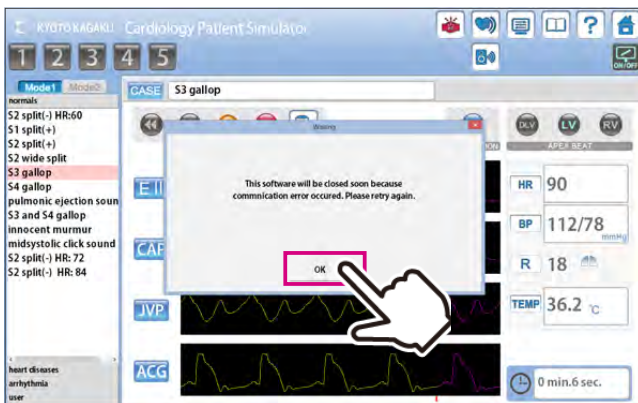 KYOTO KAGAKU Cardiology Patient Simulator
?
ON/OFF
1 2 3 4 5
Mode1 Mode2
CASE S3 gallop
normals
S2 split(-) HR:60
S1 split(+)
S2 split(+)
S2 wide split
S3 gallop
S4 gallop
pulmonic ejection soun
S3 and S4 gallop
innocent murmur
midsystolic click sound
S2 split(-) HR: 72
S2 split(-) HR: 84
heart diseases
arrhythmia
user
This software will be closed soon because
commnication error occured. Please retry again.
OK
E II
CAP
JVP
ACG
DLV LV RV
APEX BEAT
HR 90
BP 112/78 mmHg
R 18
TEMP 36.2 °C
0 min.6 sec.